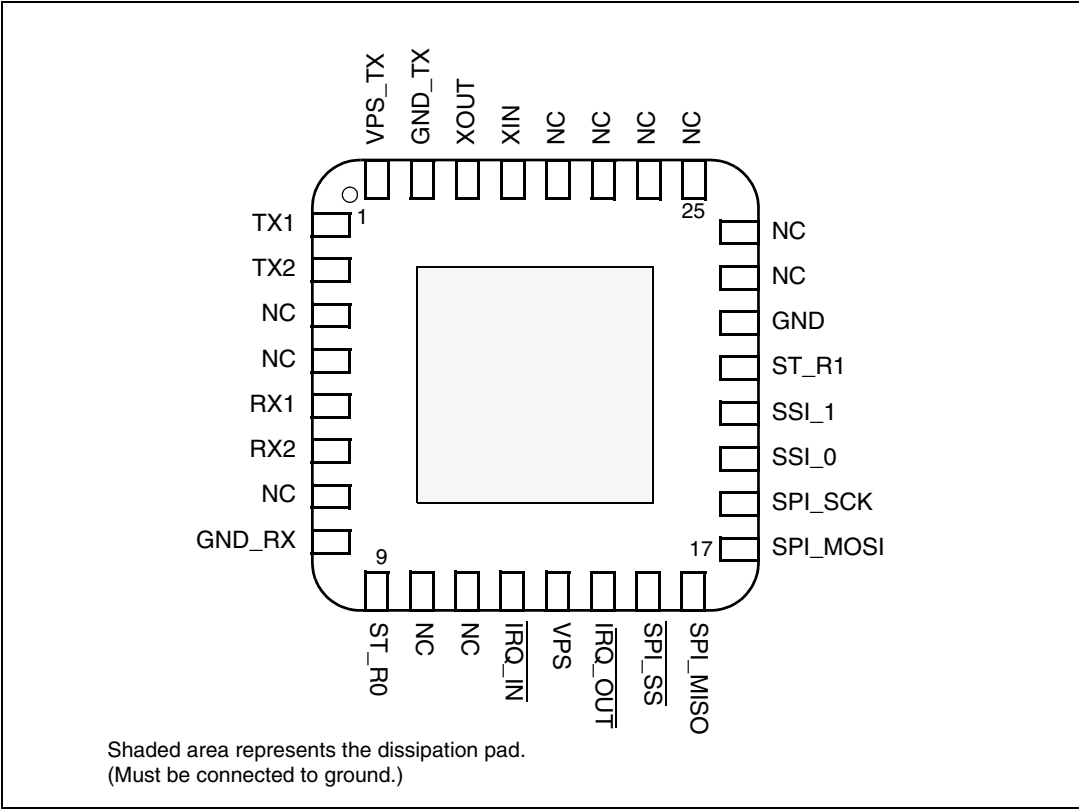 VPS_TX
GND_TX
XOUT
XIN
NC
NC
NC
NC
1
25
TX1
TX2
NC
NC
RX1
RX2
NC
GND_RX
NC
NC
GND
ST_R1
SSI_1
SSI_0
SPI_SCK
SPI_MOSI
9
17
ST_R0
NC
NC
IRQ_IN
VPS
IRQ_OUT
SPI_SS
SPI_MISO
Shaded area represents the dissipation pad.
(Must be connected to ground.)